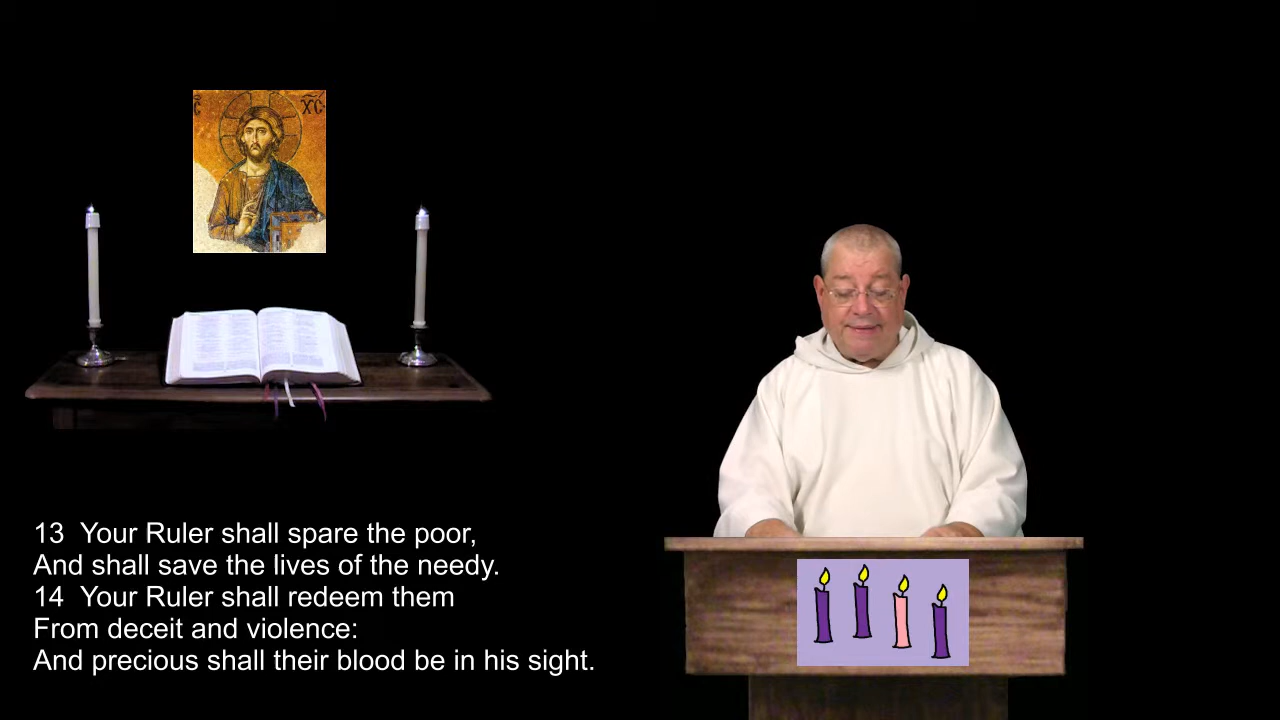 XC
13 Your Ruler shall spare the poor,
And shall save the lives of the needy.
14 Your Ruler shall redeem them
From deceit and violence:
And precious shall their blood be in his sight.